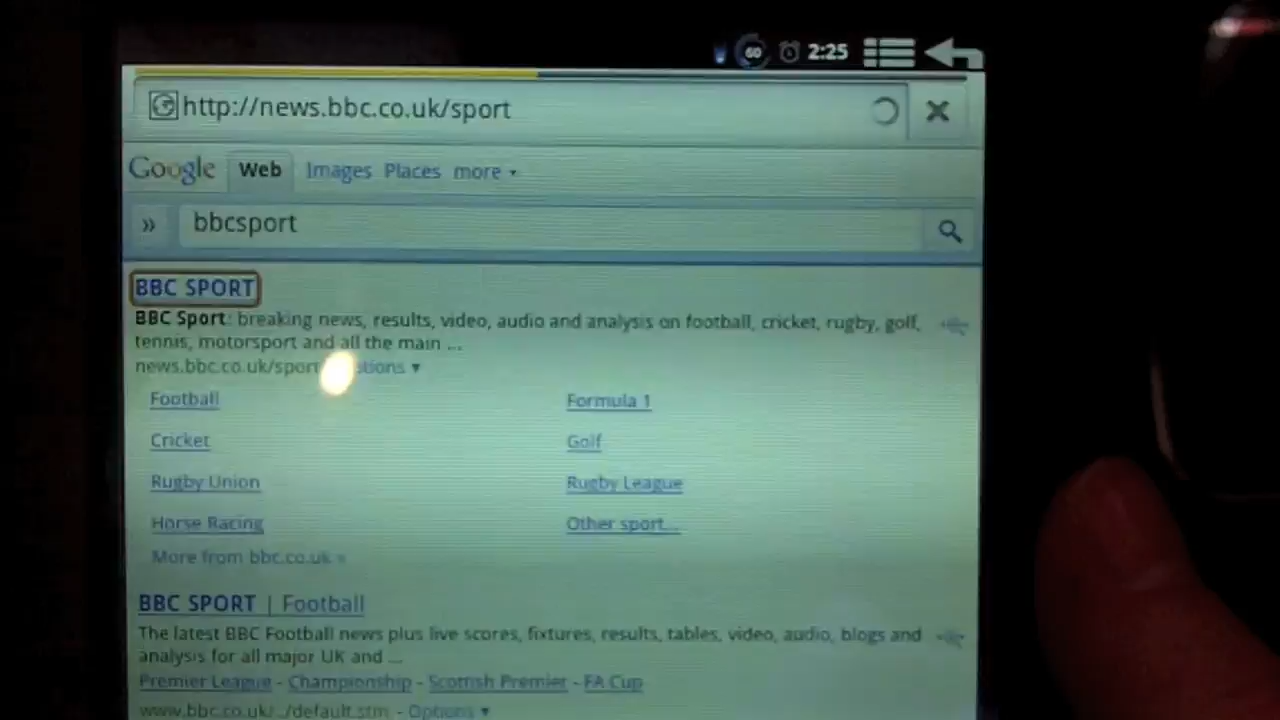 60 2:25
http://news.bbc.co.uk/sport
Google Web Images Places more
» bbcsport
BBC SPORT
BBC Sport: breaking news, results, video, audio and analysis on football, cricket, rugby, golf,
tennis, motorsport and all the main ...
news.bbc.co.uk/sport
Football Formula 1
Cricket Golf
Rugby Union Rugby League
Horse Racing Other sport...
More from bbc.co.uk »
BBC SPORT | Football
The latest BBC Football news plus live scores, fixtures, results, tables, video, audio, blogs and
analysis for all major UK and ...
Premier League - Championship - Scottish Premier - FA Cup
www.bbc.co.uk/../default.stm - Options